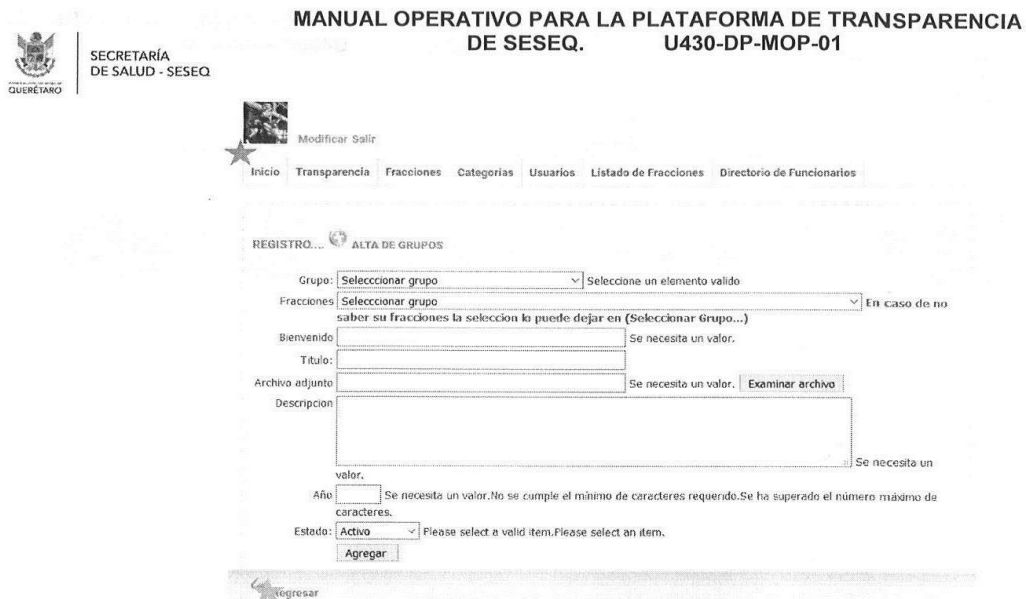 MANUAL OPERATIVO PARA LA PLATAFORMA DE TRANSPARENCIA
DE SESEQ. U430-DP-MOP-01
SECRETARÍA
DE SALUD - SESEQ
QUERÉTARO
Modificar Salir
Inicio Transparencia Fracciones Categorias Usuarios Listado de Fracciones Directorio de Funcionarios
REGISTRO.... ALTA DE GRUPOS
Grupo: Selecccionar grupo Seleccione un elemento valido
Fracciones Selecccionar grupo En caso de no
saber su fracciones la seleccion lo puede dejar en (Seleccionar Grupo...)
Bienvenido Se necesita un valor.
Titulo:
Archivo adjunto Se necesita un valor. Examinar archivo
Descripcion
Se necesita un
valor.
Año Se necesita un valor.No se cumple el mínimo de caracteres requerido.Se ha superado el número máximo de
caracteres.
Estado: Activo Please select a valid item.Please select an item.
Agregar
Regresar